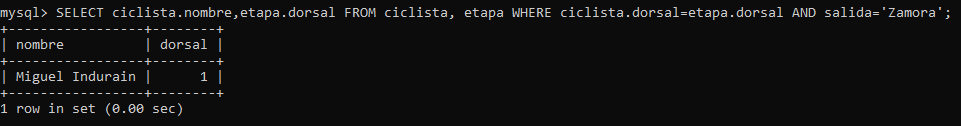 mysql> SELECT ciclista.nombre,etapa.dorsal FROM ciclista, etapa WHERE ciclista.dorsal=etapa.dorsal AND salida='Zamora';
+-----------------+--------+
| nombre          | dorsal |
+-----------------+--------+
| Miguel Indurain |      1 |
+-----------------+--------+
1 row in set (0.00 sec)